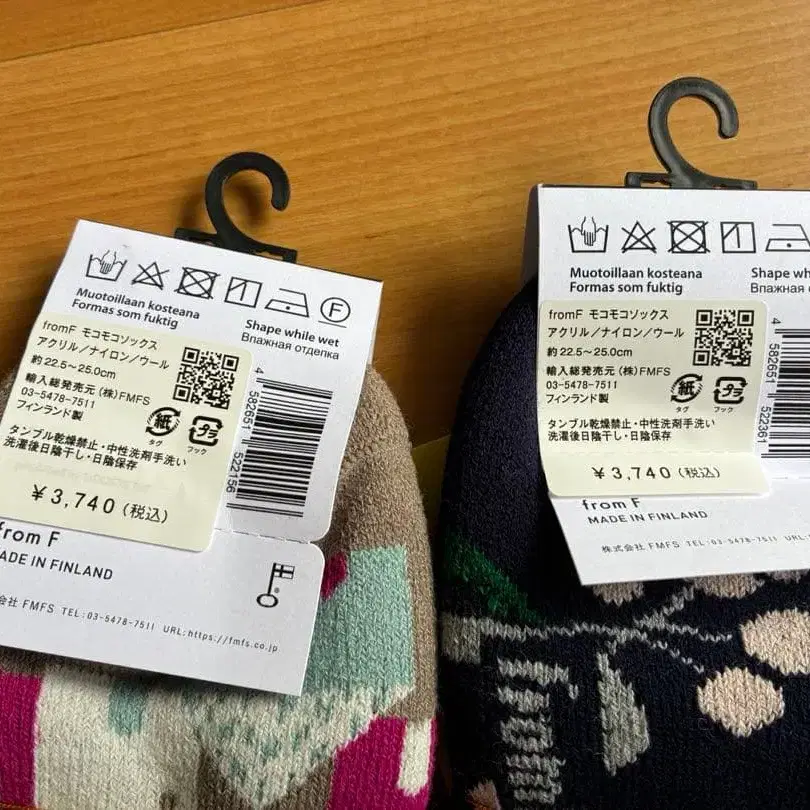 F
Muotoillaan kosteana
Formas som fuktig
Shape while wet
Влажная отделка
fromF モコモコソックス
アクリル/ナイロン/ウール
約22.5~25.0cm
輸入総発売元(株)FMFS
03-5478-7511
フィンランド製
紙
タグ
プラ
フック
タンブル乾燥禁止・中性洗剤手洗い
洗濯後日陰干し・日陰保存
¥3,740(税込)
4 582651 522156
from F
MADE IN FINLAND
会社 FMFS TEL:03-5478-7511 URL:https://fmfs.co.jp
Muotoillaan kosteana
Formas som fuktig
Shape wh
Влажная о
fromF モコモコソックス
アクリル/ナイロン/ウール
約22.5~25.0cm
輸入総発売元(株)FMFS
03-5478-7511
フィンランド製
紙
タグ
プラ
フック
タンブル乾燥禁止・中性洗剤手洗い
洗濯後日陰干し・日陰保存
¥3,740(税込)
4 582651 522361
from F
MADE IN FINLAND
株式会社 FMFS TEL:03-5478-7511